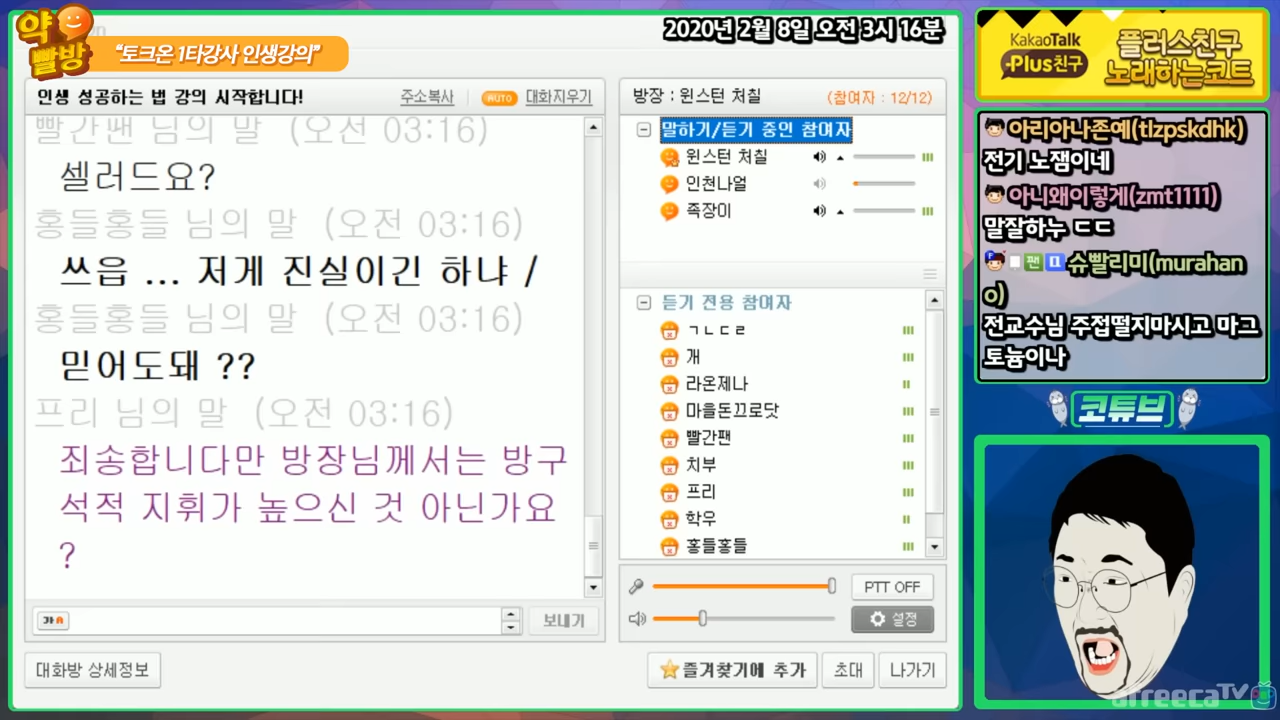 약빨방
"토크온 1타강사 인생강의"
2020년 2월 8일 오전 3시 16분
인생 성공하는 법 강의 시작합니다!
주소복사
AUTO 대화지우기
빨간팬 님의 말 (오전 03:16)
셀러드요?
홍들홍들 님의 말 (오전 03:16)
쓰읍 ... 저게 진실이긴 하냐 /
홍들홍들 님의 말 (오전 03:16)
믿어도돼 ??
프리 님의 말 (오전 03:16)
죄송합니다만 방장님께서는 방구
석적 지휘가 높으신 것 아닌가요
?
가A
보내기
대화방 상세정보
방장 : 윈스턴 처칠
(참여자 : 12/12)
말하기/듣기 중인 참여자
윈스턴 처칠
인천나얼
족장이
듣기 전용 참여자
ㄱㄴㄷㄹ
개
라온제나
마을돈끄로닷
빨간팬
치부
프리
학우
홍들홍들
PTT OFF
설정
즐겨찾기에 추가
초대
나가기
KakaoTalk
Plus친구
플러스친구
노래하는코트
아리아나존예(tlzpskdhk)
전기 노잼이네
아니왜이렇게(zmt1111)
말잘하누 ㄷㄷ
F 팬 슈빨리미(murahan
o)
전교수님 주접떨지마시고 마그
토늄이나
코튜브
afreecaTV